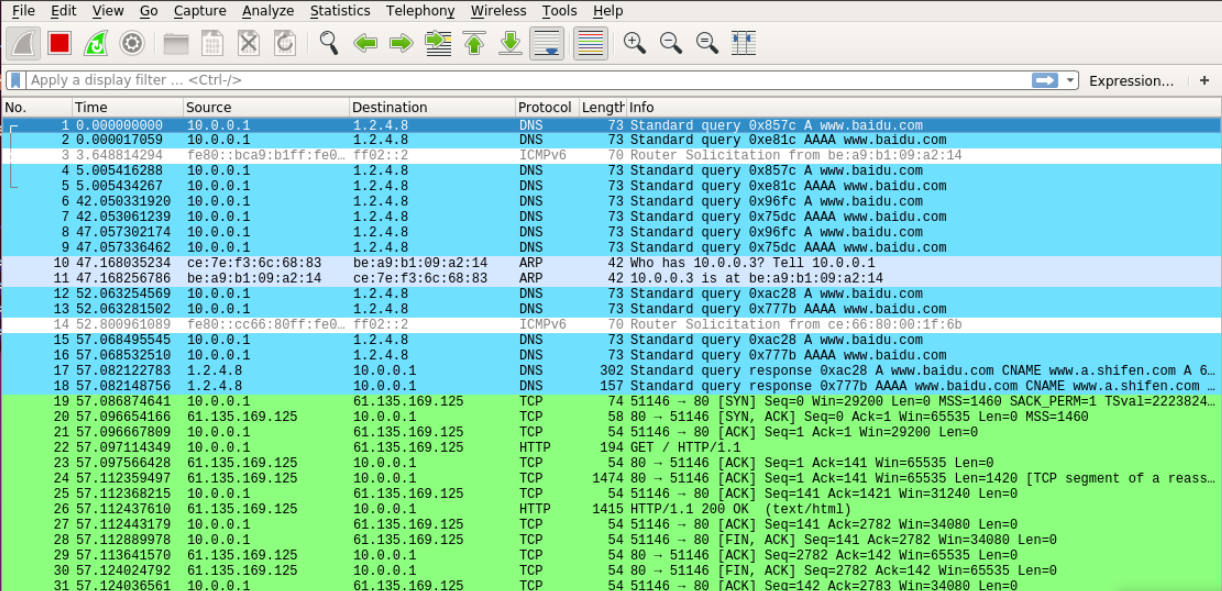 File Edit View Go Capture Analyze Statistics Telephony Wireless Tools Help
Apply a display filter ... <Ctrl-/> Expression... +
No. Time Source Destination Protocol Length Info
1 0.000000000 10.0.0.1 1.2.4.8 DNS 73 Standard query 0x857c A www.baidu.com
2 0.000017059 10.0.0.1 1.2.4.8 DNS 73 Standard query 0xe81c AAAA www.baidu.com
3 3.648814294 fe80::bca9:b1ff:fe0… ff02::2 ICMPv6 70 Router Solicitation from be:a9:b1:09:a2:14
4 5.005416288 10.0.0.1 1.2.4.8 DNS 73 Standard query 0x857c A www.baidu.com
5 5.005434267 10.0.0.1 1.2.4.8 DNS 73 Standard query 0xe81c AAAA www.baidu.com
6 42.050331920 10.0.0.1 1.2.4.8 DNS 73 Standard query 0x96fc A www.baidu.com
7 42.053061239 10.0.0.1 1.2.4.8 DNS 73 Standard query 0x75dc AAAA www.baidu.com
8 47.057302174 10.0.0.1 1.2.4.8 DNS 73 Standard query 0x96fc A www.baidu.com
9 47.057336462 10.0.0.1 1.2.4.8 DNS 73 Standard query 0x75dc AAAA www.baidu.com
10 47.168035234 ce:7e:f3:6c:68:83 be:a9:b1:09:a2:14 ARP 42 Who has 10.0.0.3? Tell 10.0.0.1
11 47.168256786 be:a9:b1:09:a2:14 ce:7e:f3:6c:68:83 ARP 42 10.0.0.3 is at be:a9:b1:09:a2:14
12 52.063254569 10.0.0.1 1.2.4.8 DNS 73 Standard query 0xac28 A www.baidu.com
13 52.063281502 10.0.0.1 1.2.4.8 DNS 73 Standard query 0x777b AAAA www.baidu.com
14 52.800961089 fe80::cc66:80ff:fe0… ff02::2 ICMPv6 70 Router Solicitation from ce:66:80:00:1f:6b
15 57.068495545 10.0.0.1 1.2.4.8 DNS 73 Standard query 0xac28 A www.baidu.com
16 57.068532510 10.0.0.1 1.2.4.8 DNS 73 Standard query 0x777b AAAA www.baidu.com
17 57.082122783 1.2.4.8 10.0.0.1 DNS 302 Standard query response 0xac28 A www.baidu.com CNAME www.a.shifen.com A 6…
18 57.082148756 1.2.4.8 10.0.0.1 DNS 157 Standard query response 0x777b AAAA www.baidu.com CNAME www.a.shifen.com …
19 57.086874641 10.0.0.1 61.135.169.125 TCP 74 51146 → 80 [SYN] Seq=0 Win=29200 Len=0 MSS=1460 SACK_PERM=1 TSval=2223824…
20 57.096654166 61.135.169.125 10.0.0.1 TCP 58 80 → 51146 [SYN, ACK] Seq=0 Ack=1 Win=65535 Len=0 MSS=1460
21 57.096667809 10.0.0.1 61.135.169.125 TCP 54 51146 → 80 [ACK] Seq=1 Ack=1 Win=29200 Len=0
22 57.097114349 10.0.0.1 61.135.169.125 HTTP 194 GET / HTTP/1.1
23 57.097566428 61.135.169.125 10.0.0.1 TCP 54 80 → 51146 [ACK] Seq=1 Ack=141 Win=65535 Len=0
24 57.112359497 61.135.169.125 10.0.0.1 TCP 1474 80 → 51146 [ACK] Seq=1 Ack=141 Win=65535 Len=1420 [TCP segment of a reass…
25 57.112368215 10.0.0.1 61.135.169.125 TCP 54 51146 → 80 [ACK] Seq=141 Ack=1421 Win=31240 Len=0
26 57.112437610 61.135.169.125 10.0.0.1 HTTP 1415 HTTP/1.1 200 OK (text/html)
27 57.112443179 10.0.0.1 61.135.169.125 TCP 54 51146 → 80 [ACK] Seq=141 Ack=2782 Win=34080 Len=0
28 57.112889978 10.0.0.1 61.135.169.125 TCP 54 51146 → 80 [FIN, ACK] Seq=141 Ack=2782 Win=34080 Len=0
29 57.113641570 61.135.169.125 10.0.0.1 TCP 54 80 → 51146 [ACK] Seq=2782 Ack=142 Win=65535 Len=0
30 57.124024792 61.135.169.125 10.0.0.1 TCP 54 80 → 51146 [FIN, ACK] Seq=2782 Ack=142 Win=65535 Len=0
31 57.124036561 10.0.0.1 61.135.169.125 TCP 54 51146 → 80 [ACK] Seq=142 Ack=2783 Win=34080 Len=0